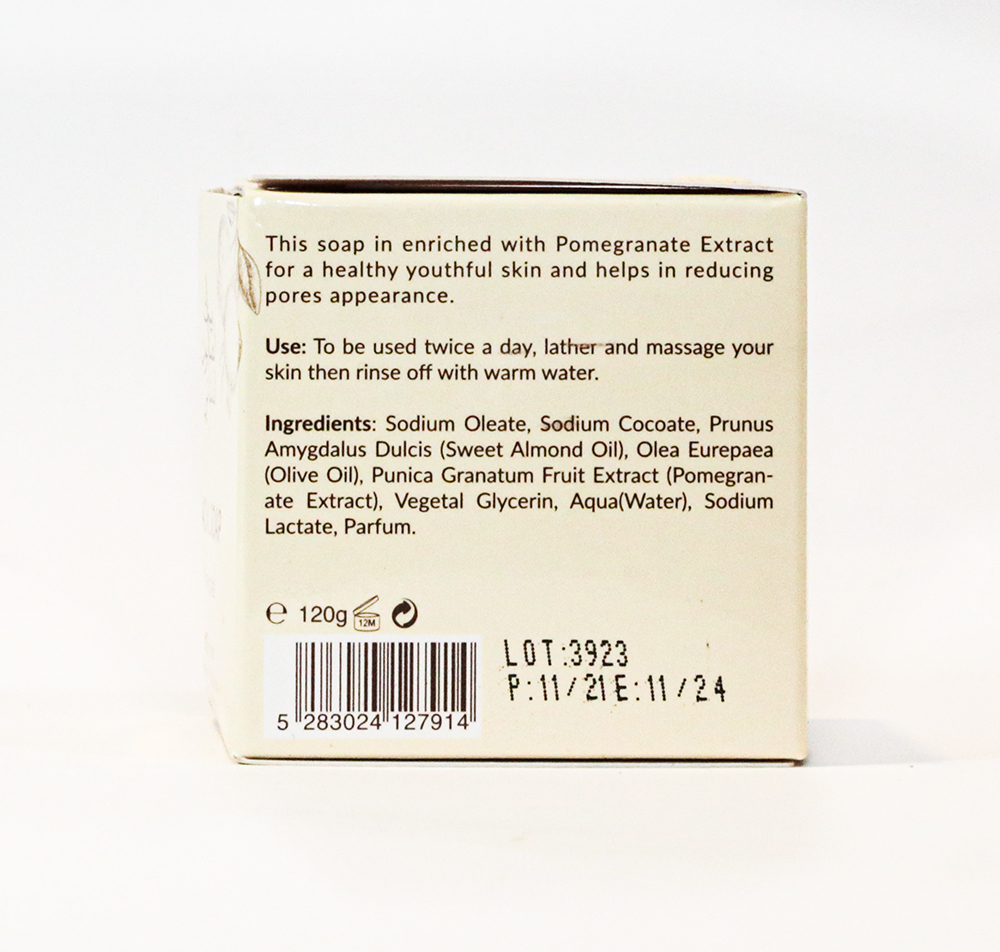 This soap in enriched with Pomegranate Extract
for a healthy youthful skin and helps in reducing
pores appearance.
Use: To be used twice a day, lather and massage your
skin then rinse off with warm water.
Ingredients: Sodium Oleate, Sodium Cocoate, Prunus
Amygdalus Dulcis (Sweet Almond Oil), Olea Eurepaea
(Olive Oil), Punica Granatum Fruit Extract (Pomegran-
ate Extract), Vegetal Glycerin, Aqua(Water), Sodium
Lactate, Parfum.
℮ 120g 12M
LOT:3923
P:11/21E:11/24
5 283024 127914